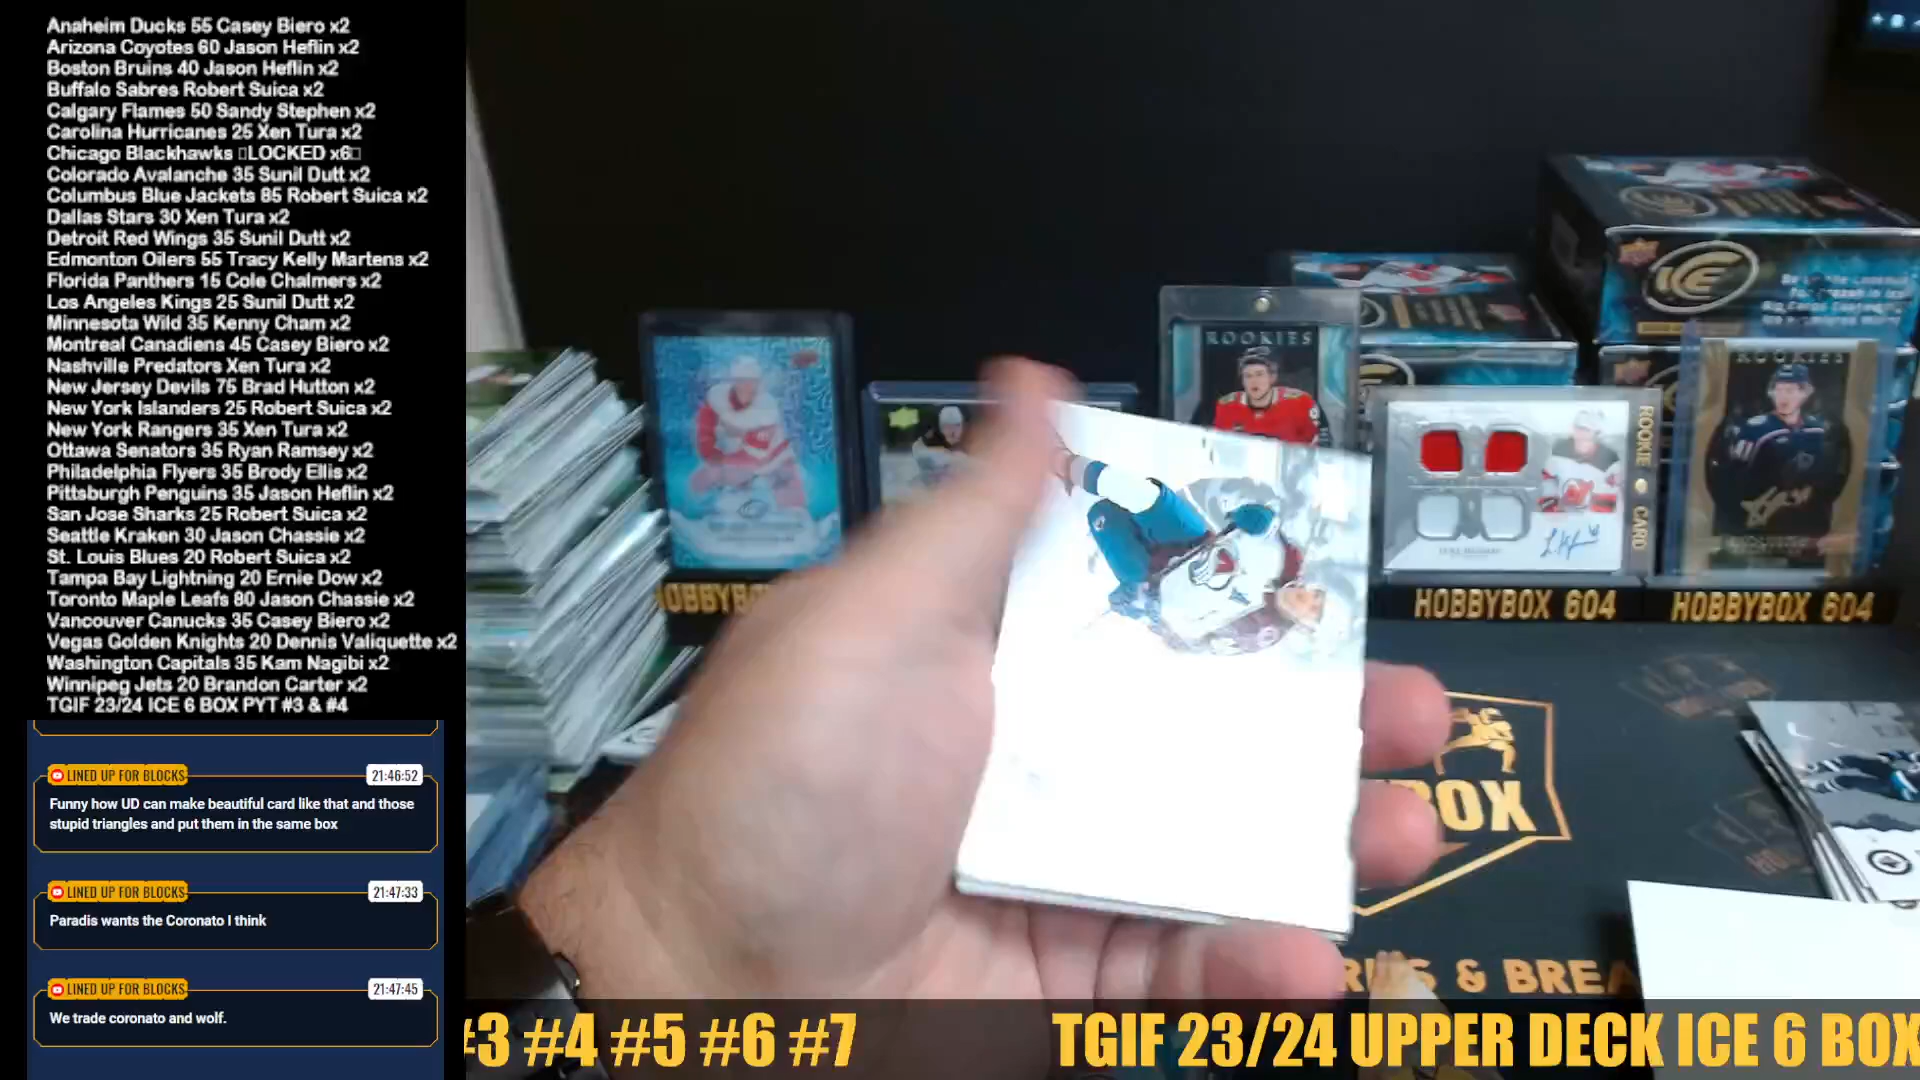 Anaheim Ducks 55 Casey Biero x2
Arizona Coyotes 60 Jason Heflin x2
Boston Bruins 40 Jason Heflin x2
Buffalo Sabres Robert Suica x2
Calgary Flames 50 Sandy Stephen x2
Carolina Hurricanes 25 Xen Tura x2
Chicago Blackhawks LOCKED x6
Colorado Avalanche 35 Sunil Dutt x2
Columbus Blue Jackets 85 Robert Suica x2
Dallas Stars 30 Xen Tura x2
Detroit Red Wings 35 Sunil Dutt x2
Edmonton Oilers 55 Tracy Kelly Martens x2
Florida Panthers 15 Cole Chalmers x2
Los Angeles Kings 25 Sunil Dutt x2
Minnesota Wild 35 Kenny Cham x2
Montreal Canadiens 45 Casey Biero x2
Nashville Predators Xen Tura x2
New Jersey Devils 75 Brad Hutton x2
New York Islanders 25 Robert Suica x2
New York Rangers 35 Xen Tura x2
Ottawa Senators 35 Ryan Ramsey x2
Philadelphia Flyers 35 Brody Ellis x2
Pittsburgh Penguins 35 Jason Heflin x2
San Jose Sharks 25 Robert Suica x2
Seattle Kraken 30 Jason Chassie x2
St. Louis Blues 20 Robert Suica x2
Tampa Bay Lightning 20 Ernie Dow x2
Toronto Maple Leafs 80 Jason Chassie x2
Vancouver Canucks 35 Casey Biero x2
Vegas Golden Knights 20 Dennis Valiquette x2
Washington Capitals 35 Kam Nagibi x2
Winnipeg Jets 20 Brandon Carter x2
TGIF 23/24 ICE 6 BOX PYT #3 & #4
LINED UP FOR BLOCKS 21:46:52
Funny how UD can make beautiful card like that and those
stupid triangles and put them in the same box
LINED UP FOR BLOCKS 21:47:33
Paradis wants the Coronato I think
LINED UP FOR BLOCKS 21:47:45
We trade coronato and wolf.
ICE
ROOKIES
ROOKIES
ROOKIE CARD
HOBBYBOX 604
HOBBYBOX 604
BOX
& BREA
#3 #4 #5 #6 #7 TGIF 23/24 UPPER DECK ICE 6 BOX